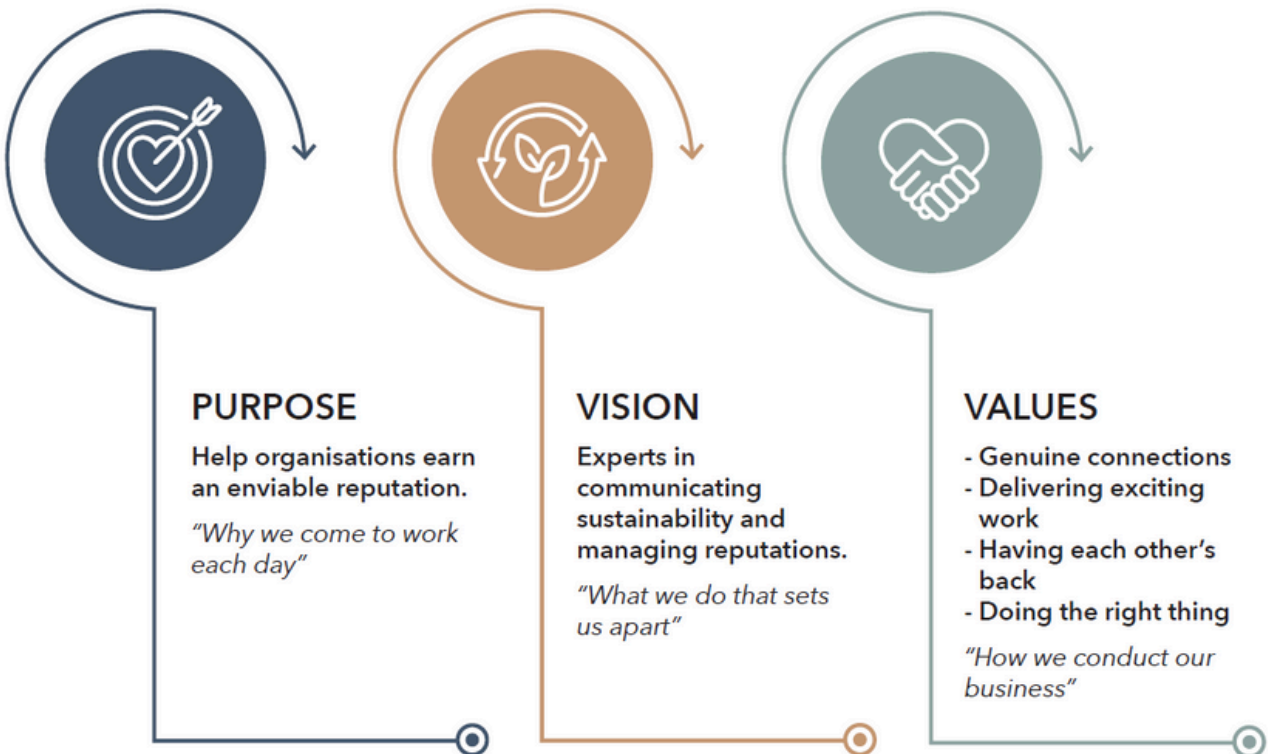 PURPOSE
Help organisations earn
an enviable reputation.
“Why we come to work
each day”
VISION
Experts in
communicating
sustainability and
managing reputations.
“What we do that sets
us apart”
VALUES
- Genuine connections
- Delivering exciting
work
- Having each other’s
back
- Doing the right thing
“How we conduct our
business”